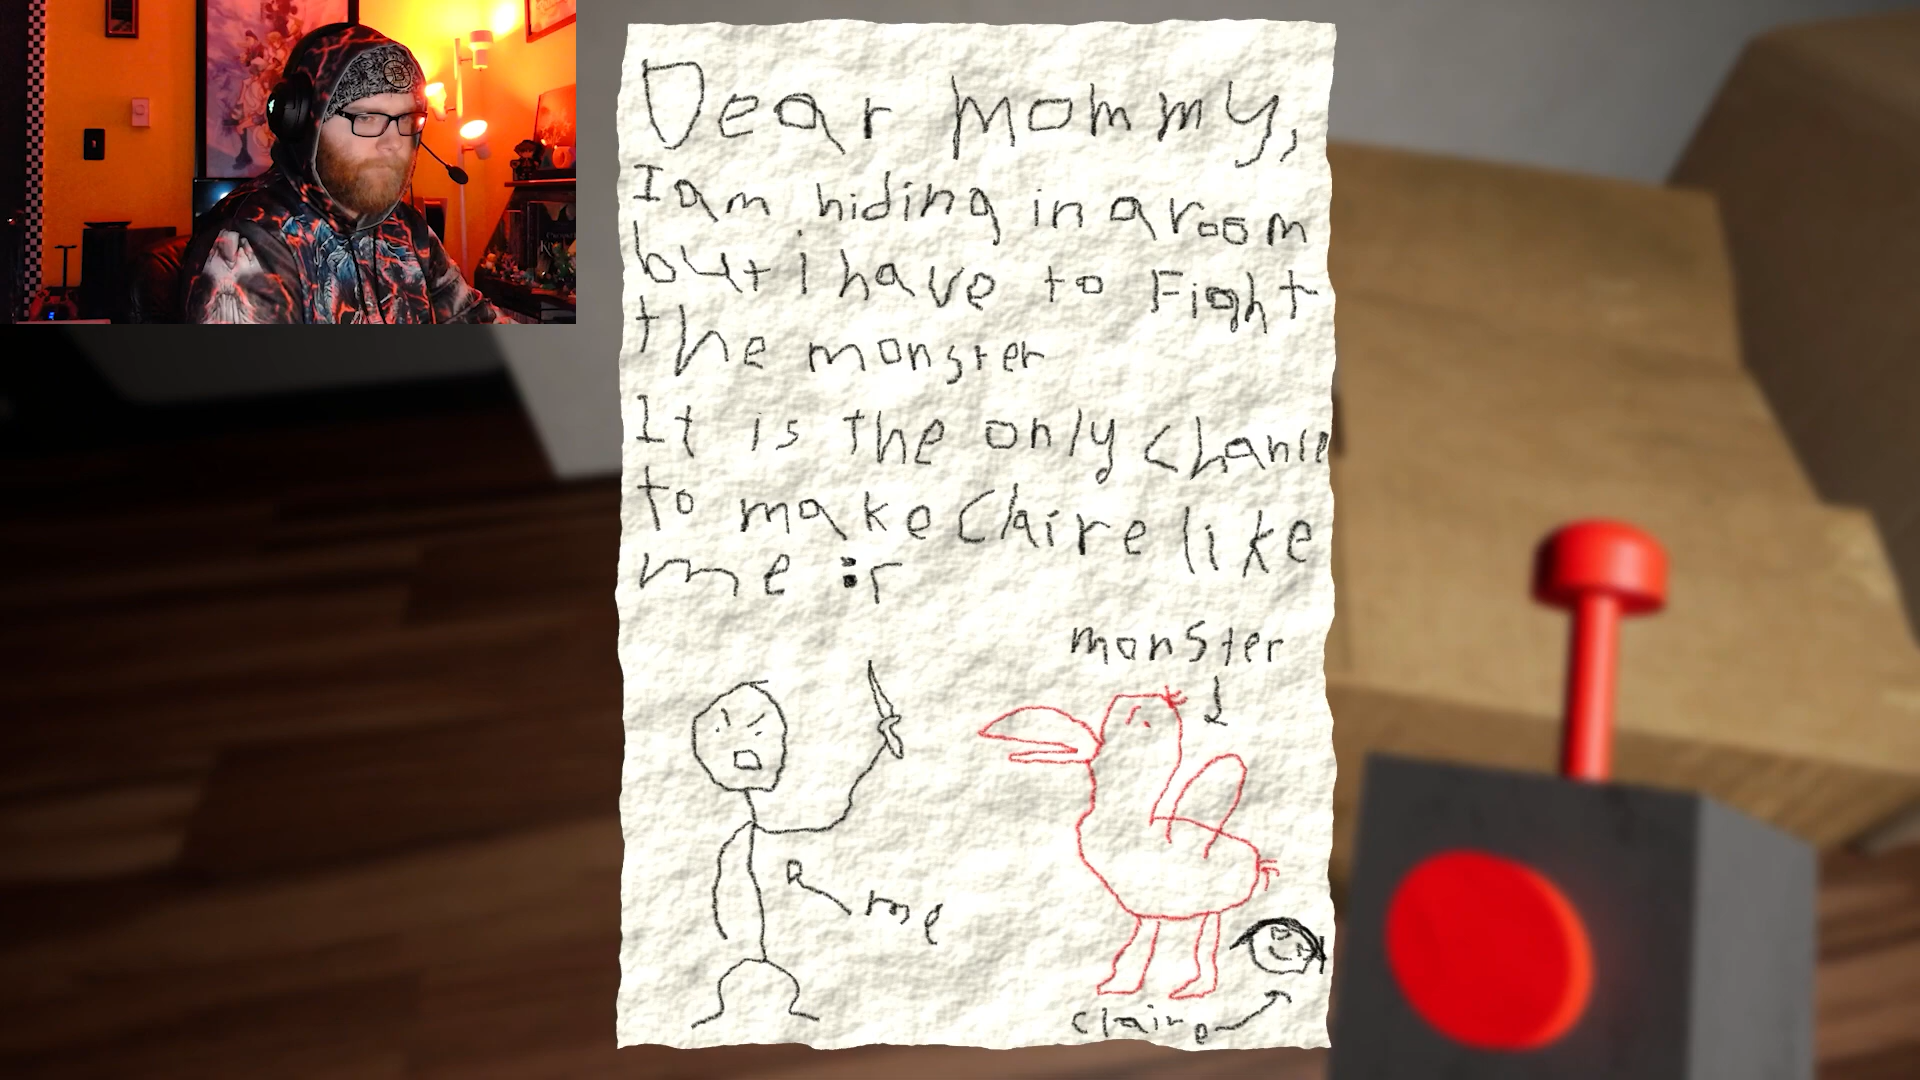 Dear mommy,
I am hiding in a room
but i have to Fight
the monster
It is the only chance
to make Claire like
me :r
monster
me
claire